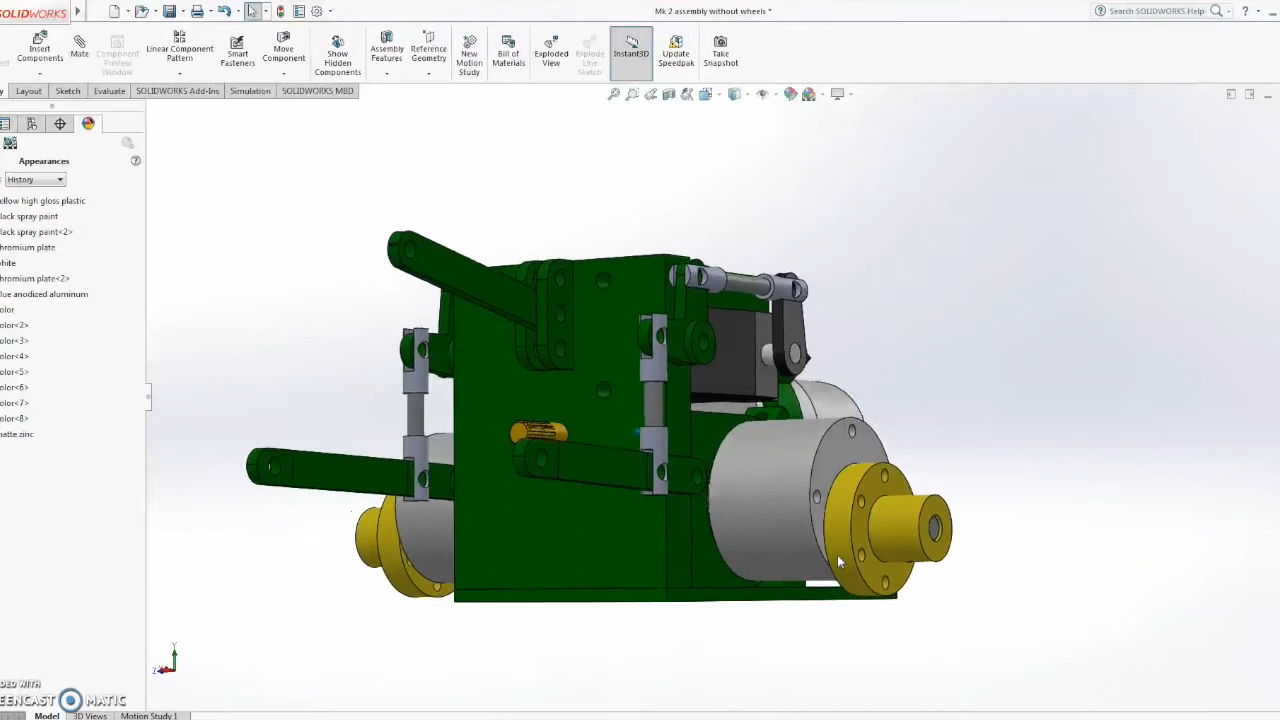 SOLIDWORKS
Mk 2 assembly without wheels *
Search SOLIDWORKS Help
?
Insert Components
Mate
Component Preview Window
Linear Component Pattern
Smart Fasteners
Move Component
Show Hidden Components
Assembly Features
Reference Geometry
New Motion Study
Bill of Materials
Exploded View
Explode Line Sketch
Instant3D
Update Speedpak
Take Snapshot
y Layout Sketch Evaluate SOLIDWORKS Add-Ins Simulation SOLIDWORKS MBD
Appearances
History
ellow high gloss plastic
lack spray paint
lack spray paint<2>
hromium plate
hite
hromium plate<2>
lue anodized aluminum
olor
olor<2>
olor<3>
olor<4>
olor<5>
olor<6>
olor<7>
olor<8>
natte zinc
Y
Z
DED WITH
EENCAST MATIC
Model 3D Views Motion Study 1